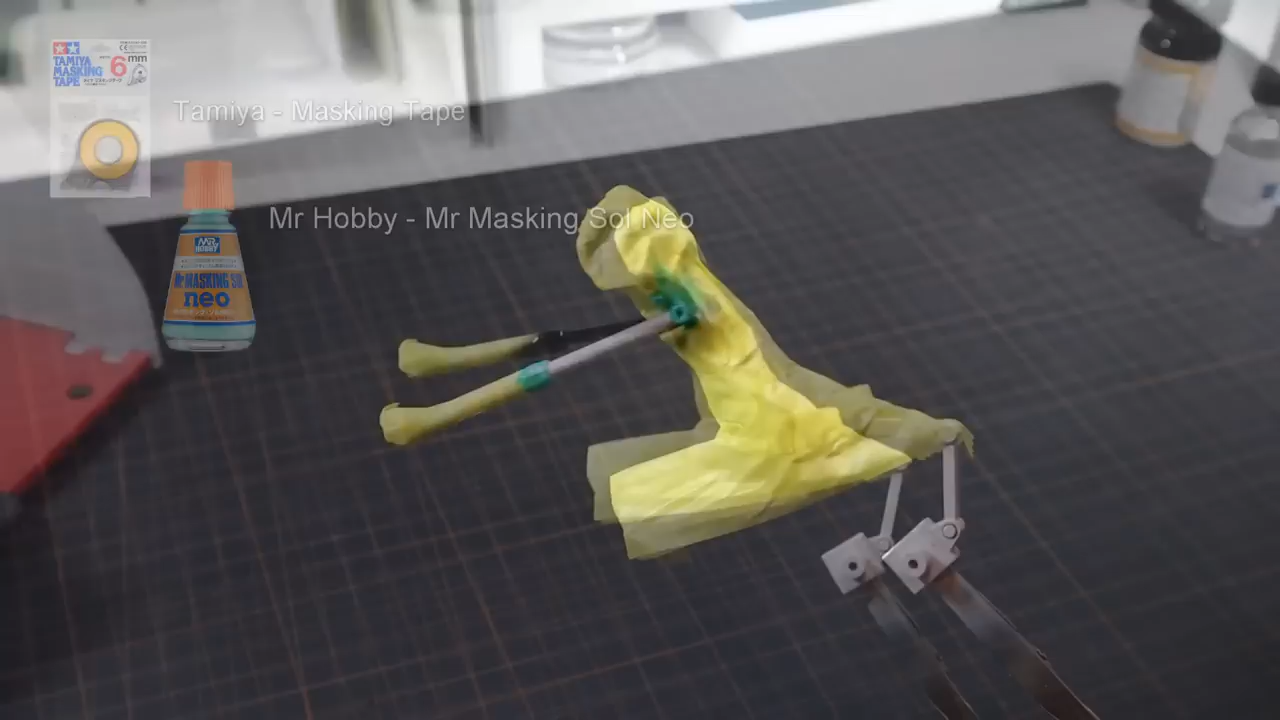 TAMIYA
MASKING
TAPE
6mm
Tamiya - Masking Tape
Mr Hobby - Mr Masking Sol Neo
MR.
HOBBY
Mr MASKING SOL
neo